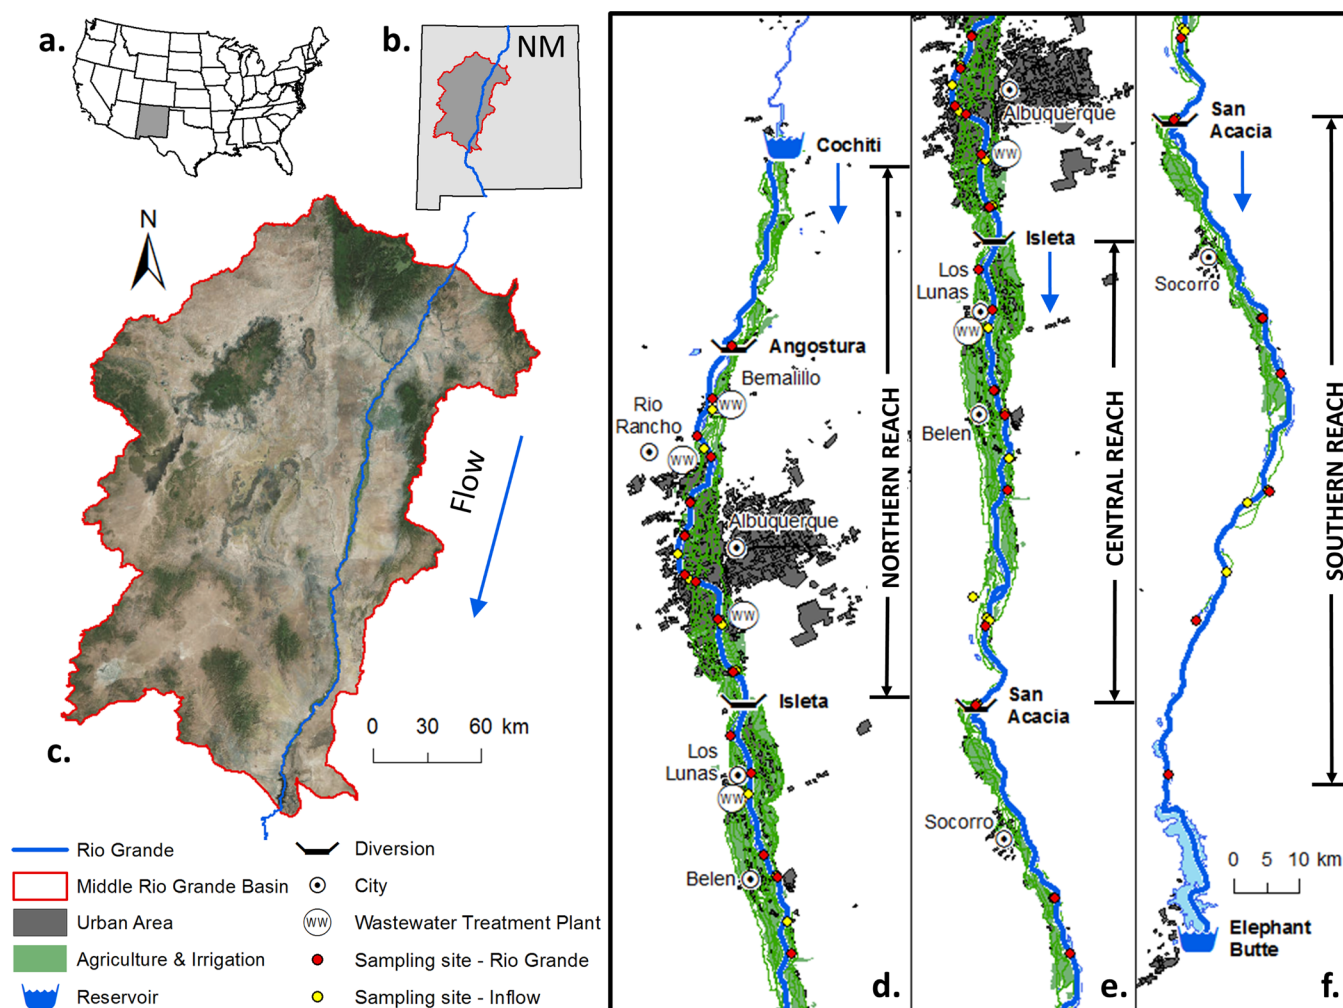 a.
b.
NM
N
Flow
c.
0 30 60 km
Rio Grande
Middle Rio Grande Basin
Urban Area
Agriculture & Irrigation
Reservoir
Diversion
City
WW
Wastewater Treatment Plant
Sampling site - Rio Grande
Sampling site - Inflow
Cochiti
Angostura
Bernalillo
WW
Rio
Rancho
WW
Albuquerque
WW
Isleta
Los
Lunas
WW
Belen
NORTHERN REACH
d.
Albuquerque
WW
Isleta
Los
Lunas
WW
Belen
San
Acacia
Socorro
CENTRAL REACH
e.
San
Acacia
Socorro
SOUTHERN REACH
0 5 10 km
Elephant
Butte
f.